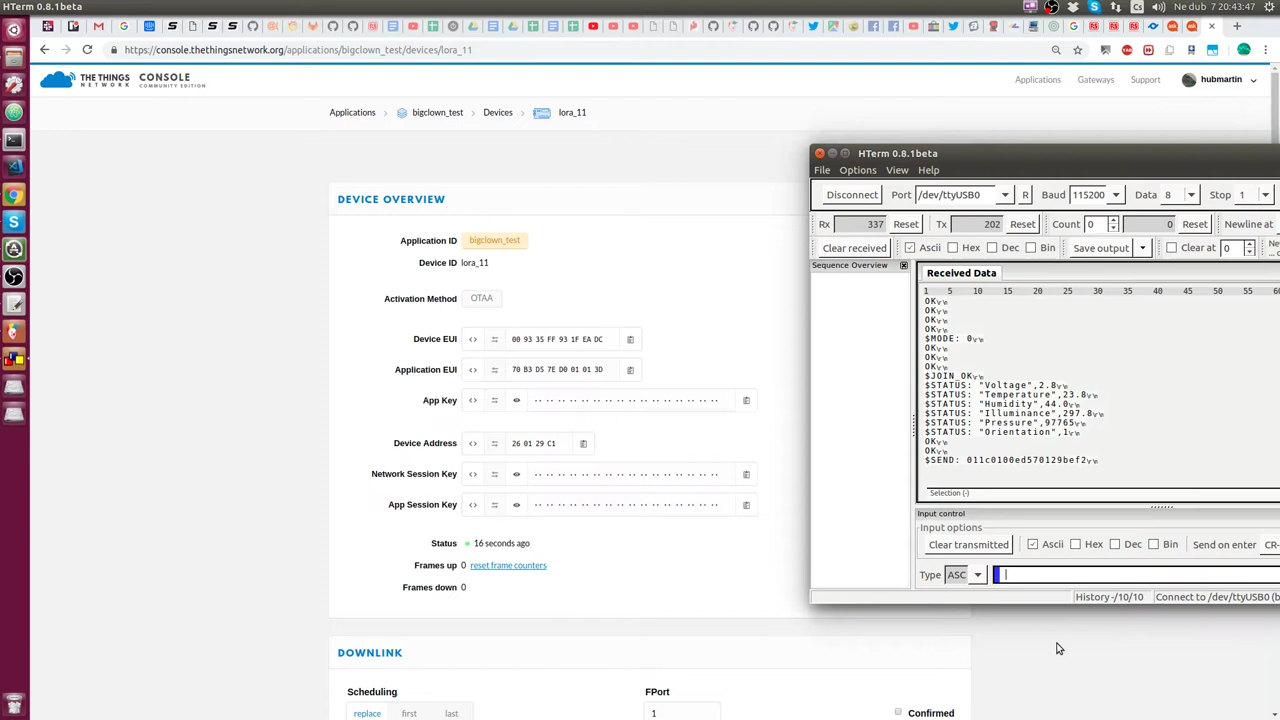 HTerm 0.8.1beta
Cs
Ne dub 7 20:43:47
https://console.thethingsnetwork.org/applications/bigclown_test/devices/lora_11
THE THINGS NETWORK
CONSOLE
COMMUNITY EDITION
Applications
Gateways
Support
hubmartin
Applications > bigclown_test > Devices > lora_11
DEVICE OVERVIEW
Application ID bigclown_test
Device ID lora_11
Activation Method OTAA
Device EUI <> 00 93 35 FF 93 1F EA DC
Application EUI <> 70 B3 D5 7E D0 01 01 3D
App Key <>
Device Address <> 26 01 29 C1
Network Session Key <>
App Session Key <>
Status 16 seconds ago
Frames up 0 reset frame counters
Frames down 0
DOWNLINK
Scheduling
replace first last
FPort
1
Confirmed
HTerm 0.8.1beta
File Options View Help
Disconnect Port /dev/ttyUSB0 R Baud 115200 Data 8 Stop 1
Rx 337 Reset Tx 202 Reset Count 0 0 Reset Newline at
Clear received Ascii Hex Dec Bin Save output Clear at 0
Sequence Overview
Received Data
1 5 10 15 20 25 30 35 40 45 50 55 60
OK\r\n
OK\r\n
OK\r\n
OK\r\n
$MODE: 0\r\n
OK\r\n
OK\r\n
OK\r\n
$JOIN_OK\r\n
$STATUS: "Voltage",2.8\r\n
$STATUS: "Temperature",23.8\r\n
$STATUS: "Humidity",44.0\r\n
$STATUS: "Illuminance",297.8\r\n
$STATUS: "Pressure",97765\r\n
$STATUS: "Orientation",1\r\n
OK\r\n
OK\r\n
$SEND: 011c0100ed570129bef2\r\n
Selection (-)
Input control
Input options
Clear transmitted Ascii Hex Dec Bin Send on enter CR-
Type ASC
History -/10/10 Connect to /dev/ttyUSB0 (b